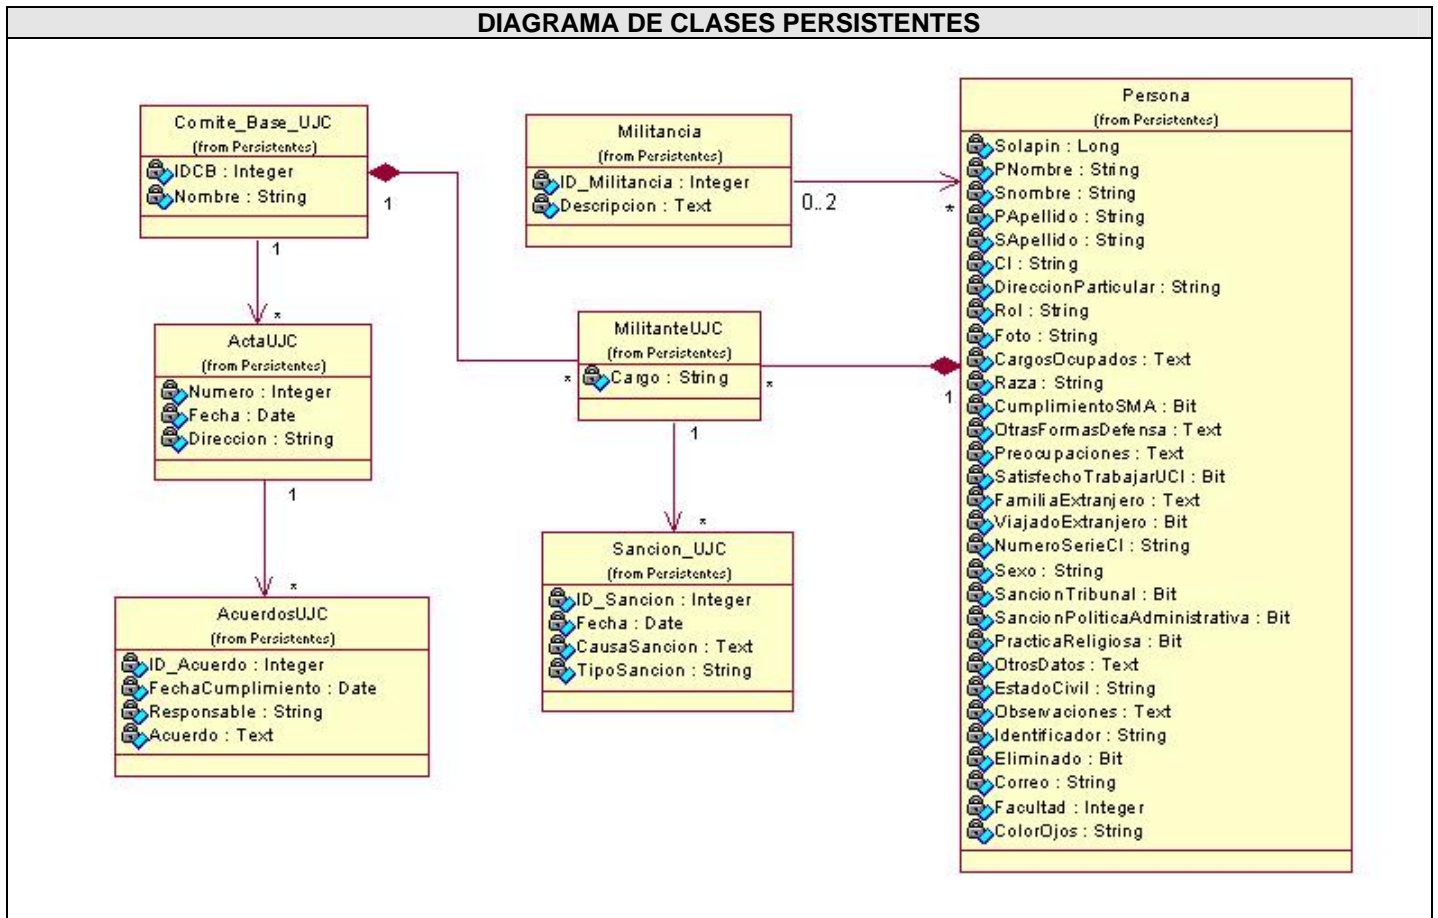 DIAGRAMA DE CLASES PERSISTENTES
Comite_Base_UJC
(from Persistentes)
IDCB : Integer
Nombre : String
1
1
*
ActaUJC
(from Persistentes)
Numero : Integer
Fecha : Date
Direccion : String
1
*
AcuerdosUJC
(from Persistentes)
ID_Acuerdo : Integer
FechaCumplimiento : Date
Responsable : String
Acuerdo : Text
Militancia
(from Persistentes)
ID_Militancia : Integer
Descripcion : Text
0..2
*
MilitanteUJC
(from Persistentes)
Cargo : String
*
*
1
1
*
Sancion_UJC
(from Persistentes)
ID_Sancion : Integer
Fecha : Date
CausaSancion : Text
TipoSancion : String
Persona
(from Persistentes)
Solapin : Long
PNombre : String
Snombre : String
PApellido : String
SApellido : String
CI : String
DireccionParticular : String
Rol : String
Foto : String
CargosOcupados : Text
Raza : String
CumplimientoSMA : Bit
OtrasFormasDefensa : Text
Preocupaciones : Text
SatisfechoTrabajarUCI : Bit
FamiliaExtranjero : Text
ViajadoExtranjero : Bit
NumeroSerieCI : String
Sexo : String
SancionTribunal : Bit
SancionPoliticaAdministrativa : Bit
PracticaReligiosa : Bit
OtrosDatos : Text
EstadoCivil : String
Observaciones : Text
Identificador : String
Eliminado : Bit
Correo : String
Facultad : Integer
ColorOjos : String